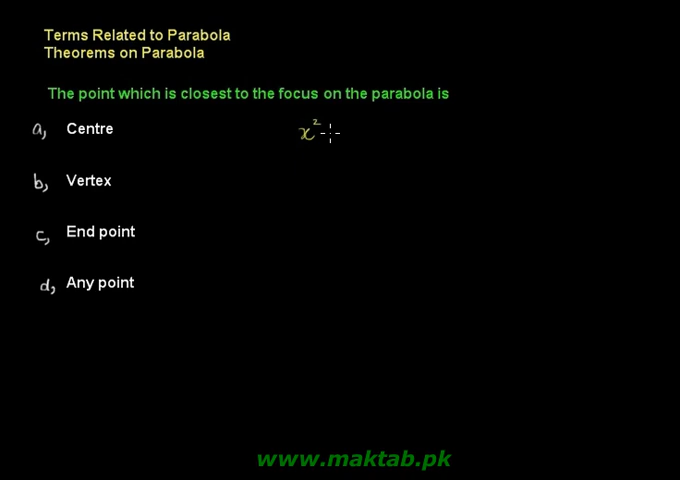 Terms Related to Parabola
Theorems on Parabola
The point which is closest to the focus on the parabola is
a, Centre x²
b, Vertex
c, End point
d, Any point
www.maktab.pk